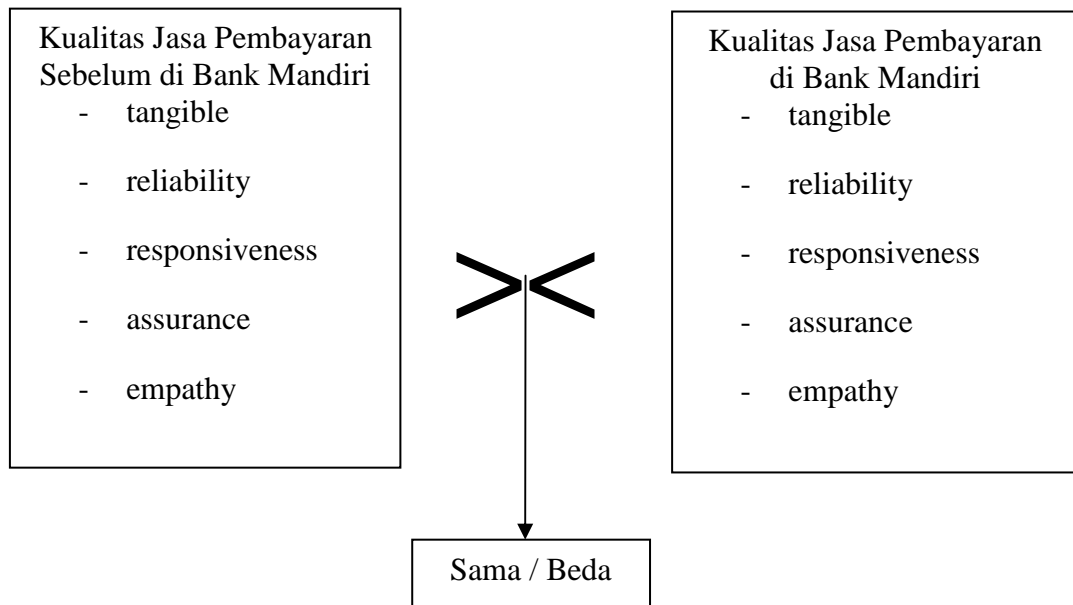 Kualitas Jasa Pembayaran
Sebelum di Bank Mandiri
- tangible
- reliability
- responsiveness
- assurance
- empathy
Kualitas Jasa Pembayaran
di Bank Mandiri
- tangible
- reliability
- responsiveness
- assurance
- empathy
><
Sama / Beda